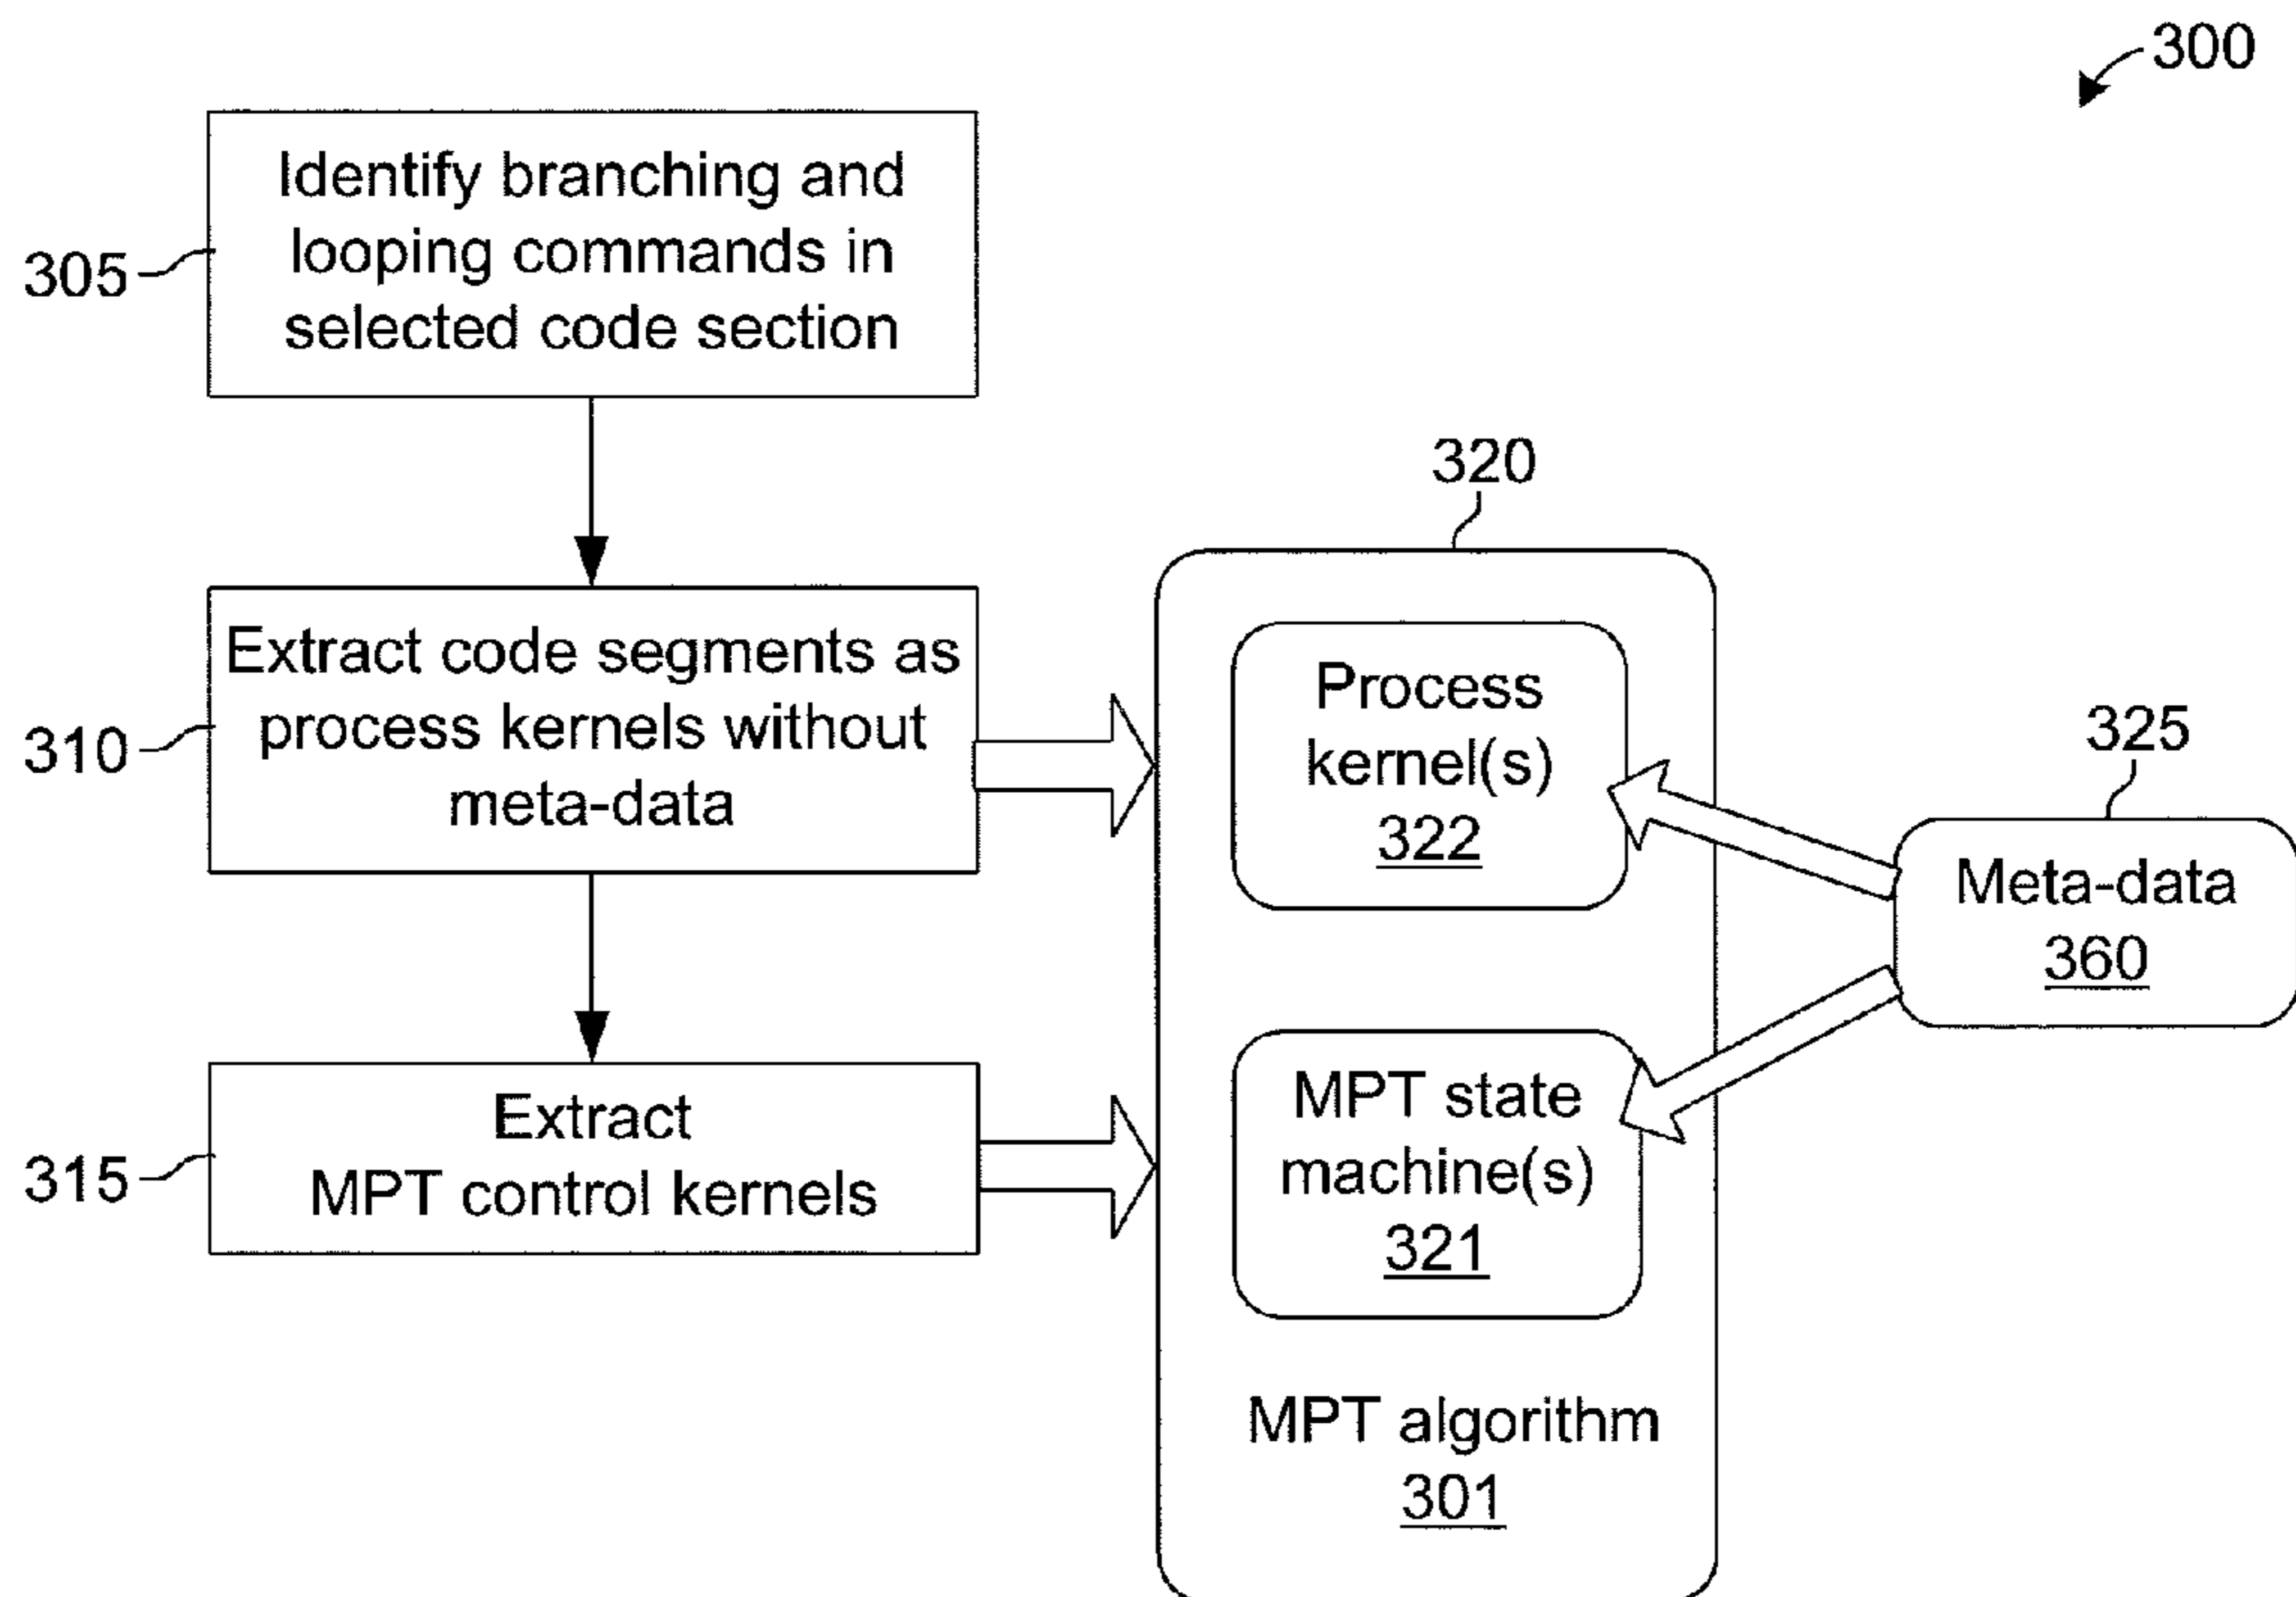 300
Identify branching and
looping commands in
selected code section
305
Extract code segments as
process kernels without
meta-data
310
Extract
MPT control kernels
315
320
Process
kernel(s)
322
MPT state
machine(s)
321
MPT algorithm
301
325
Meta-data
360